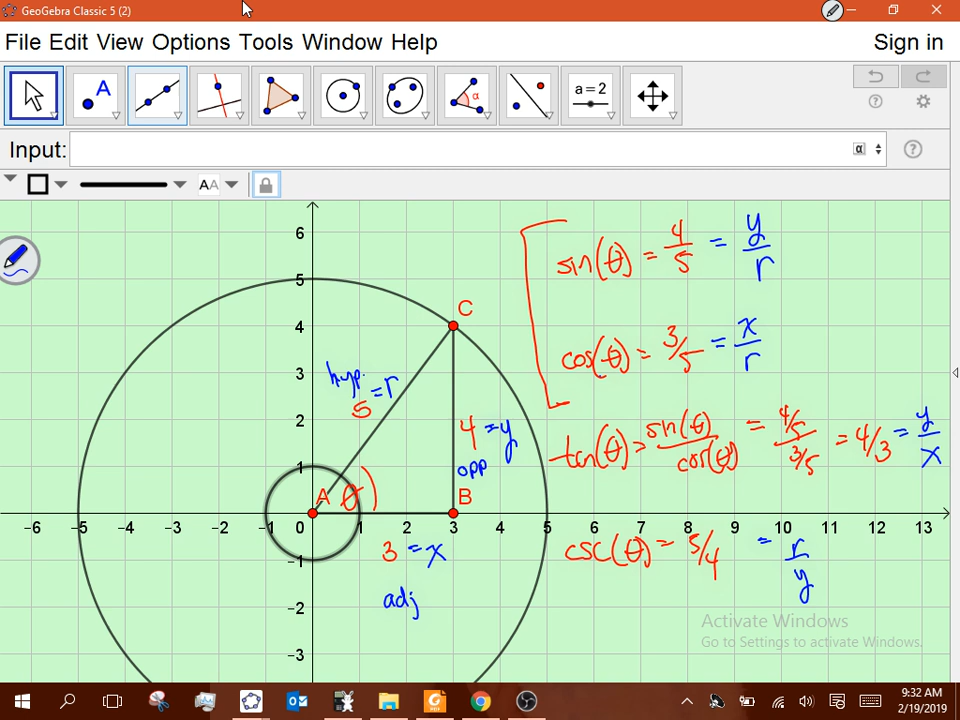 GeoGebra Classic 5 (2)
File Edit View Options Tools Window Help Sign in
A
α
a = 2
Input:
α
AA
6
5
4
3
2
1
0
-1
-2
-3
-6 -5 -4 -3 -2 -1 1 2 3 4 5 6 7 8 9 10 11 12 13
C
A
B
hyp. = r
5
θ
4 = y
opp
3 = x
adj
sin(θ) = 4/5 = y/r
cos(θ) = 3/5 = x/r
tan(θ) = sin(θ)/cos(θ) = 4/5/3/5 = 4/3 = y/x
csc(θ) = 5/4 = r/y
Activate Windows
Go to Settings to activate Windows.
9:32 AM
2/19/2019